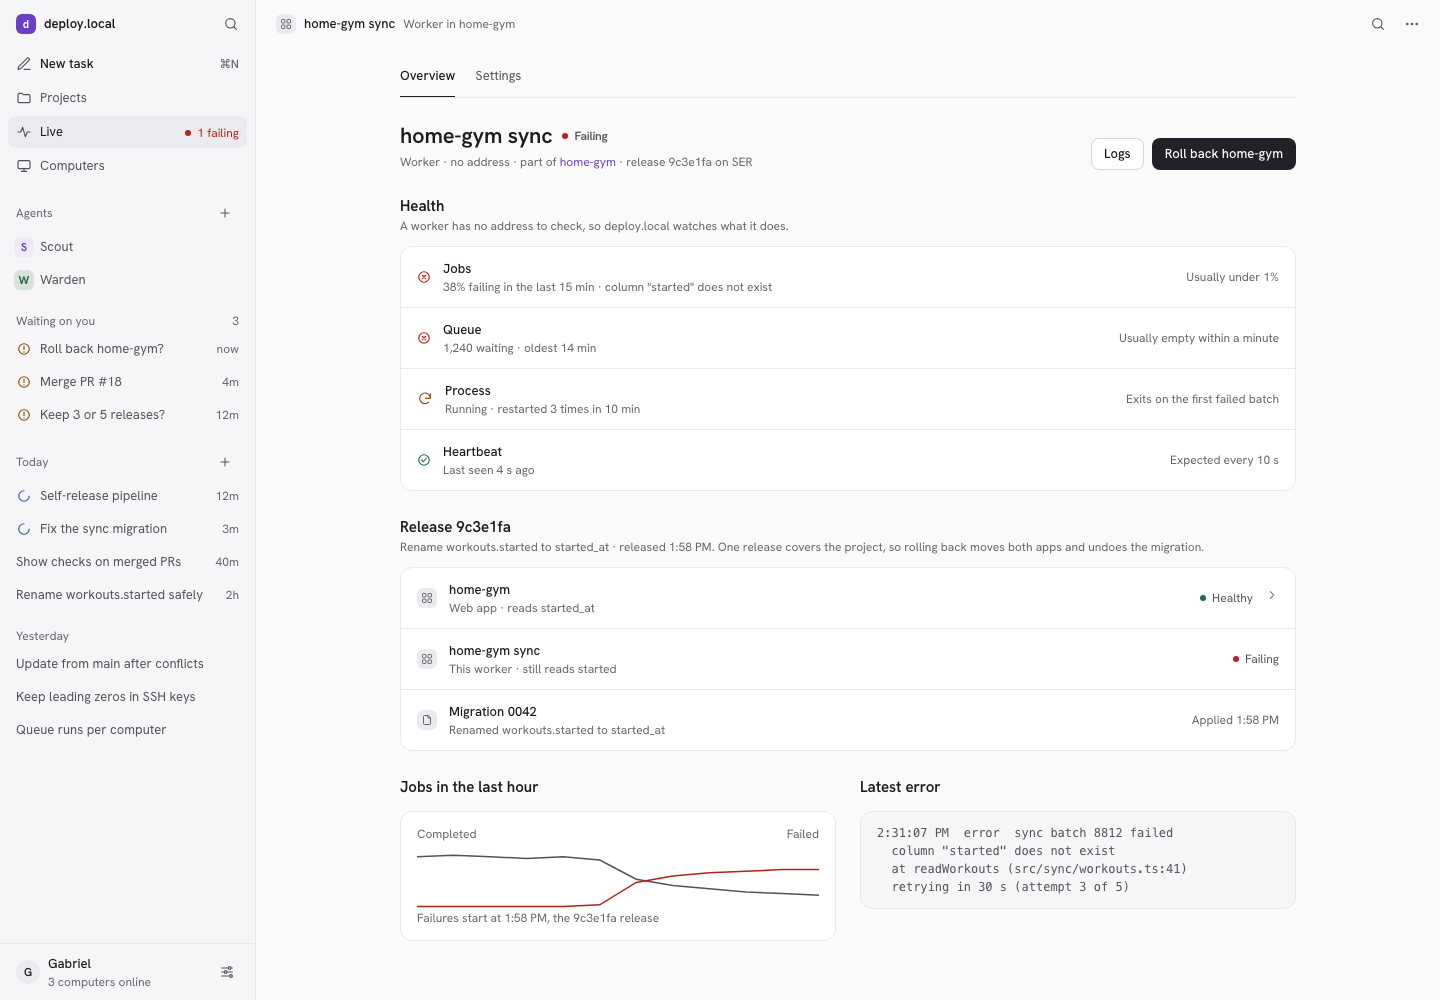 d deploy.local
New task ⌘N
Projects
Live 1 failing
Computers
Agents
S Scout
W Warden
Waiting on you 3
Roll back home-gym? now
Merge PR #18 4m
Keep 3 or 5 releases? 12m
Today
Self-release pipeline 12m
Fix the sync migration 3m
Show checks on merged PRs 40m
Rename workouts.started safely 2h
Yesterday
Update from main after conflicts
Keep leading zeros in SSH keys
Queue runs per computer
G Gabriel
3 computers online
home-gym sync Worker in home-gym
Overview Settings
home-gym sync Failing
Worker · no address · part of home-gym · release 9c3e1fa on SER
Logs Roll back home-gym
Health
A worker has no address to check, so deploy.local watches what it does.
Jobs
38% failing in the last 15 min · column "started" does not exist
Usually under 1%
Queue
1,240 waiting · oldest 14 min
Usually empty within a minute
Process
Running · restarted 3 times in 10 min
Exits on the first failed batch
Heartbeat
Last seen 4 s ago
Expected every 10 s
Release 9c3e1fa
Rename workouts.started to started_at · released 1:58 PM. One release covers the project, so rolling back moves both apps and undoes the migration.
home-gym
Web app · reads started_at
Healthy
home-gym sync
This worker · still reads started
Failing
Migration 0042
Renamed workouts.started to started_at
Applied 1:58 PM
Jobs in the last hour
Completed Failed
Failures start at 1:58 PM, the 9c3e1fa release
Latest error
2:31:07 PM  error  sync batch 8812 failed
column "started" does not exist
at readWorkouts (src/sync/workouts.ts:41)
retrying in 30 s (attempt 3 of 5)